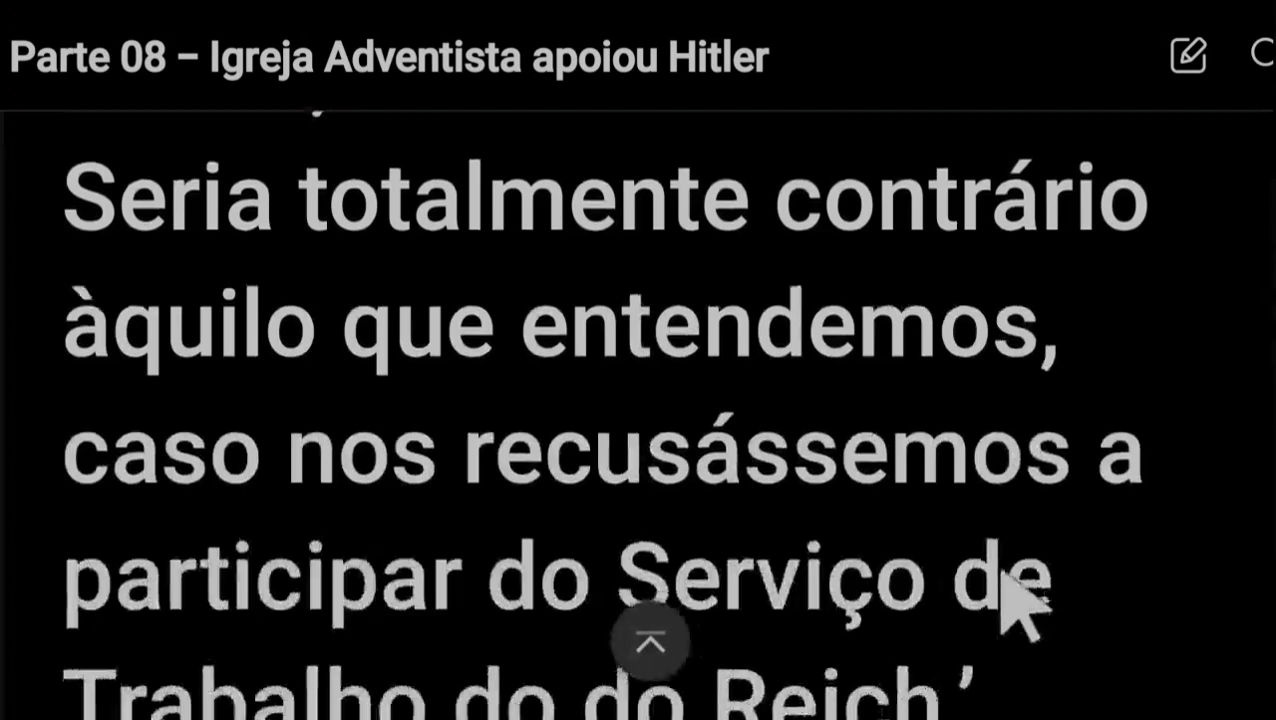 Parte 08 – Igreja Adventista apoiou Hitler
Seria totalmente contrário
àquilo que entendemos,
caso nos recusássemos a
participar do Serviço de
Trabalho do do Reich.’